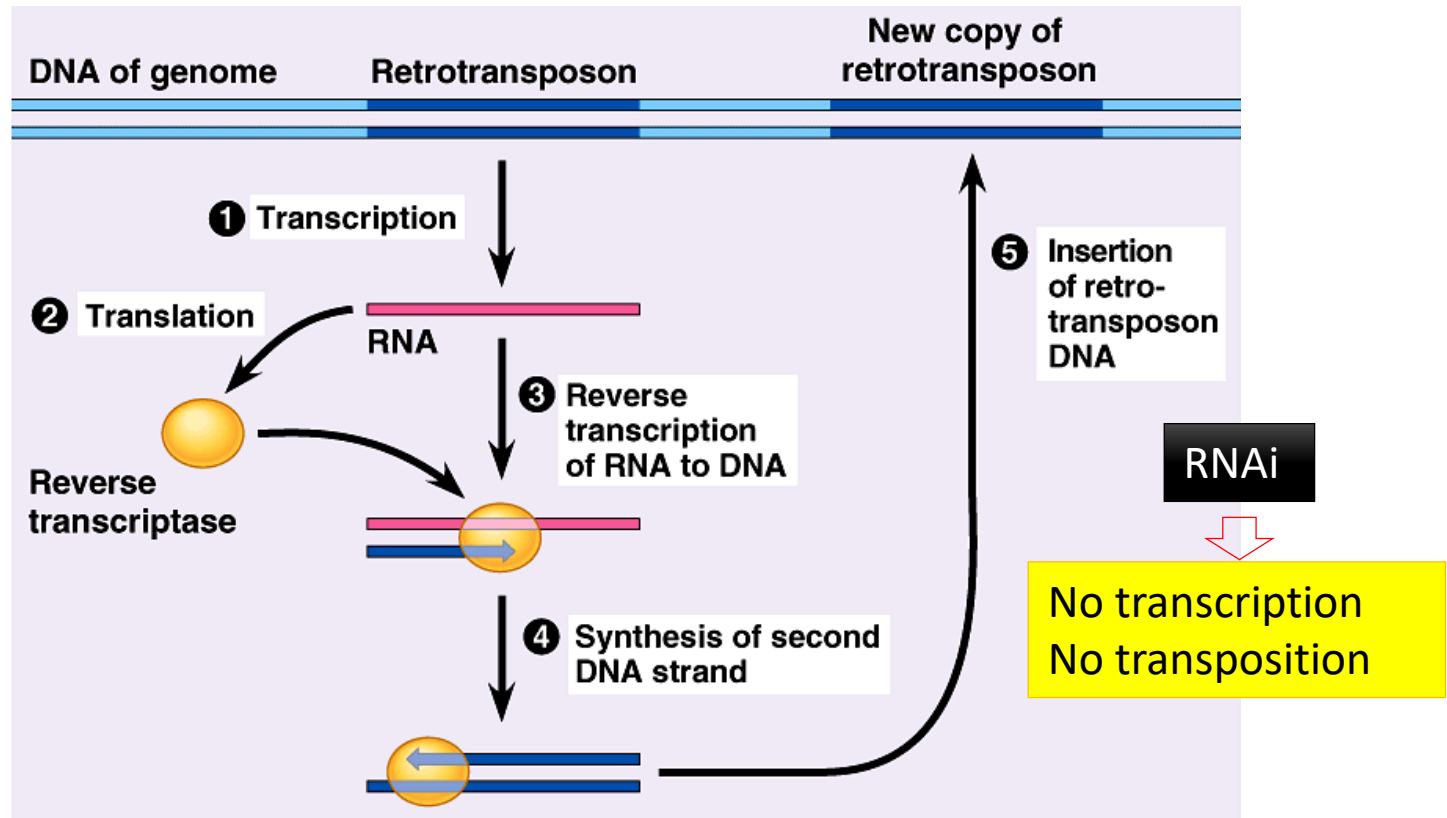 DNA of genome
Retrotransposon
New copy of
retrotransposon
1 Transcription
2 Translation
RNA
3 Reverse
transcription
of RNA to DNA
Reverse
transcriptase
4 Synthesis of second
DNA strand
5 Insertion
of retro-
transposon
DNA
RNAi
No transcription
No transposition